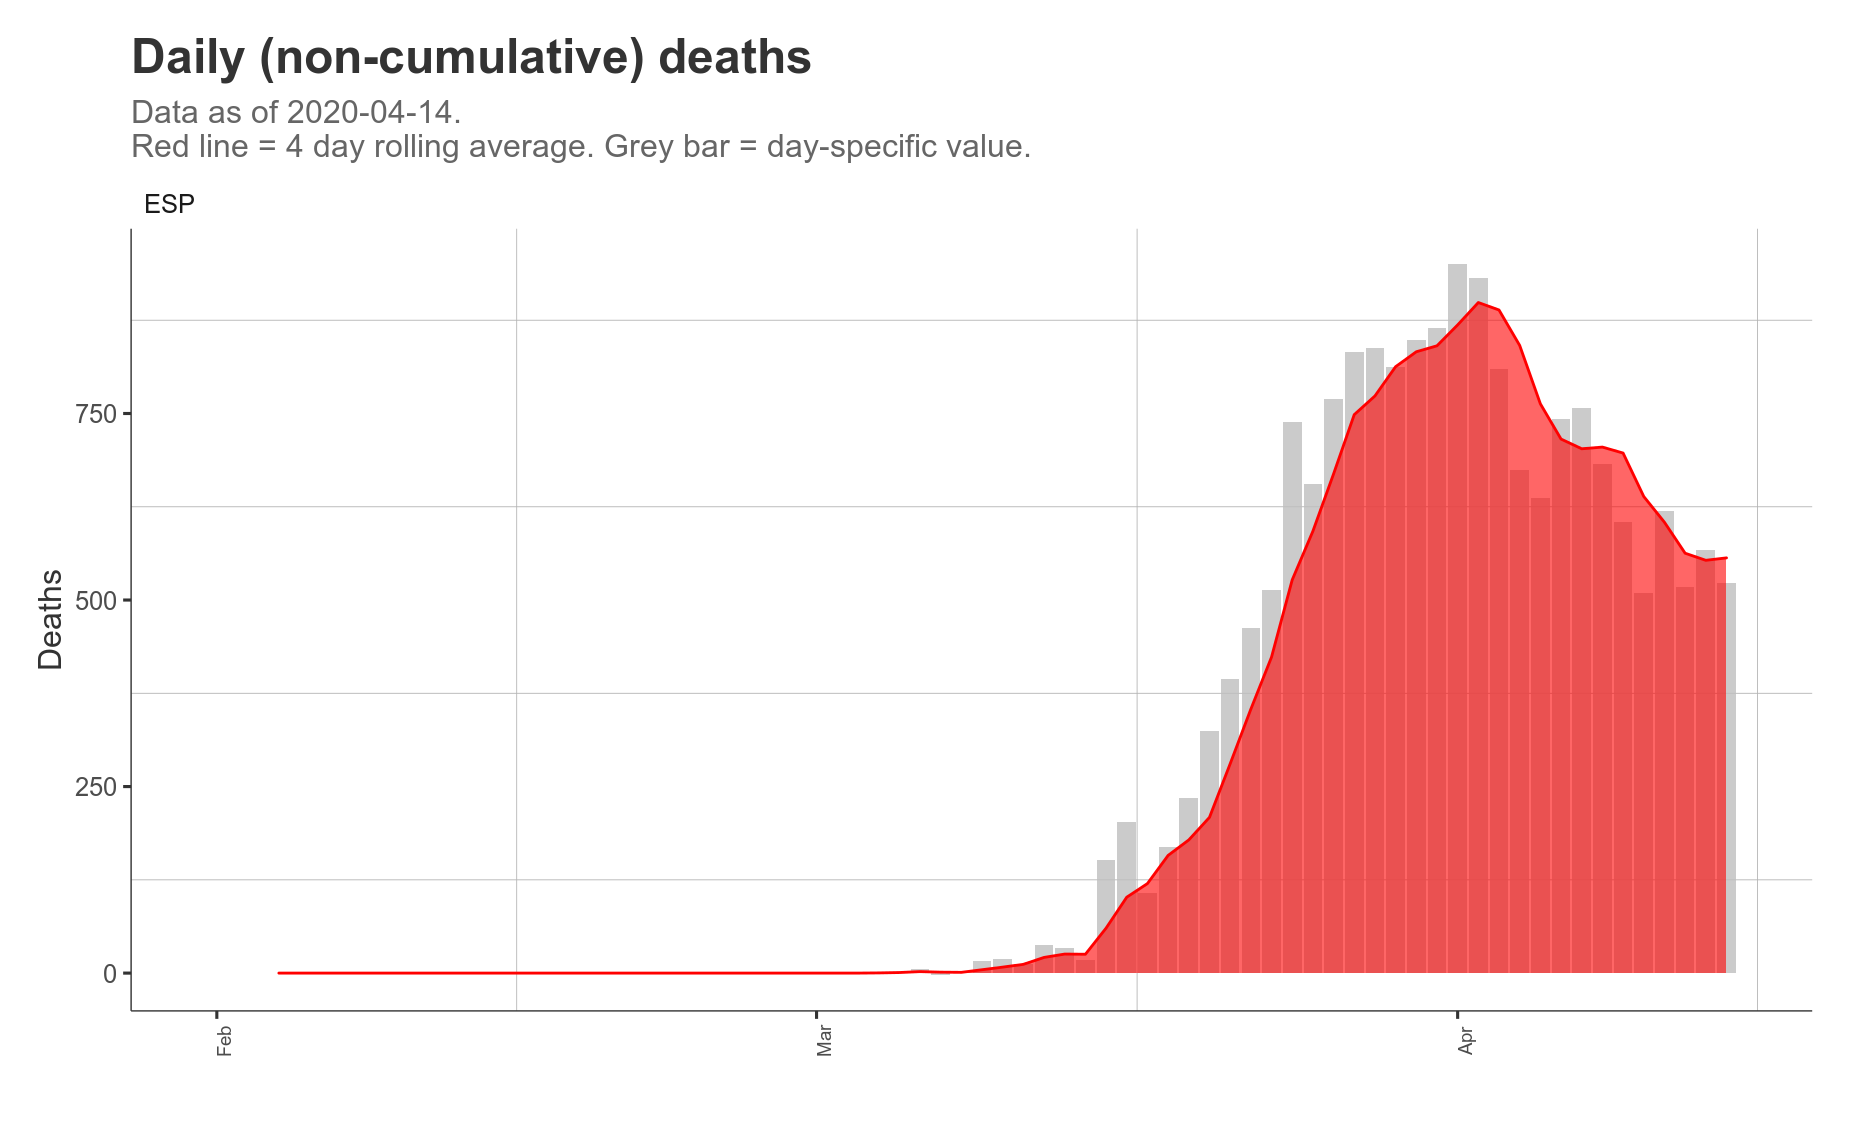 Daily (non-cumulative) deaths
Data as of 2020-04-14.
Red line = 4 day rolling average. Grey bar = day-specific value.
ESP
Deaths
750
500
250
0
Feb
Mar
Apr